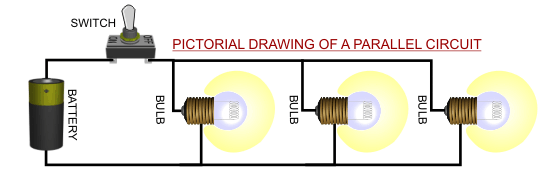 SWITCH
PICTORIAL DRAWING OF A PARALLEL CIRCUIT
BATTERY
BULB
BULB
BULB